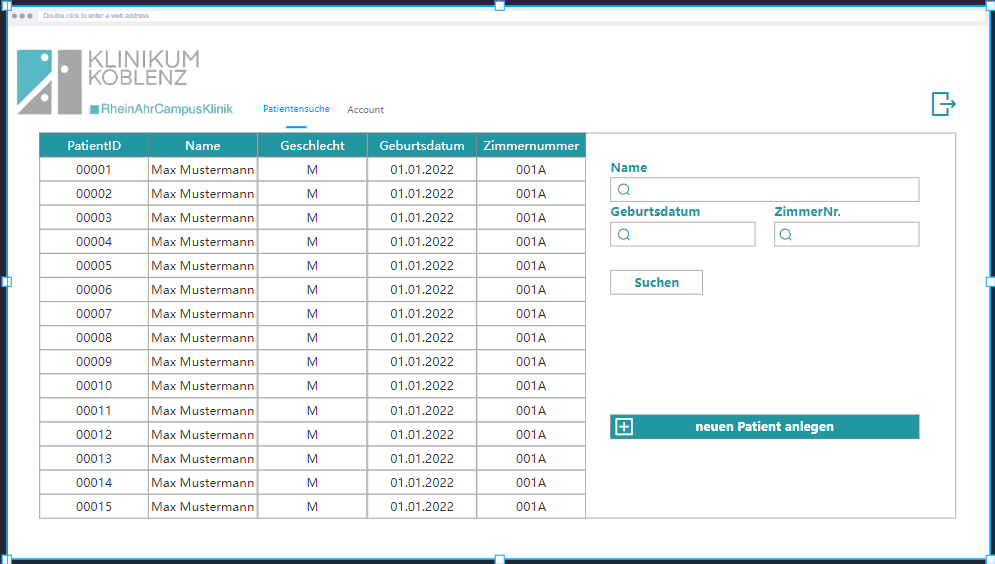 Double click to enter a web address
KLINIKUM
KOBLENZ
RheinAhrCampusKlinik
Patientensuche Account
PatientID Name Geschlecht Geburtsdatum Zimmernummer
00001 Max Mustermann M 01.01.2022 001A
00002 Max Mustermann M 01.01.2022 001A
00003 Max Mustermann M 01.01.2022 001A
00004 Max Mustermann M 01.01.2022 001A
00005 Max Mustermann M 01.01.2022 001A
00006 Max Mustermann M 01.01.2022 001A
00007 Max Mustermann M 01.01.2022 001A
00008 Max Mustermann M 01.01.2022 001A
00009 Max Mustermann M 01.01.2022 001A
00010 Max Mustermann M 01.01.2022 001A
00011 Max Mustermann M 01.01.2022 001A
00012 Max Mustermann M 01.01.2022 001A
00013 Max Mustermann M 01.01.2022 001A
00014 Max Mustermann M 01.01.2022 001A
00015 Max Mustermann M 01.01.2022 001A
Name
Geburtsdatum ZimmerNr.
Suchen
neuen Patient anlegen